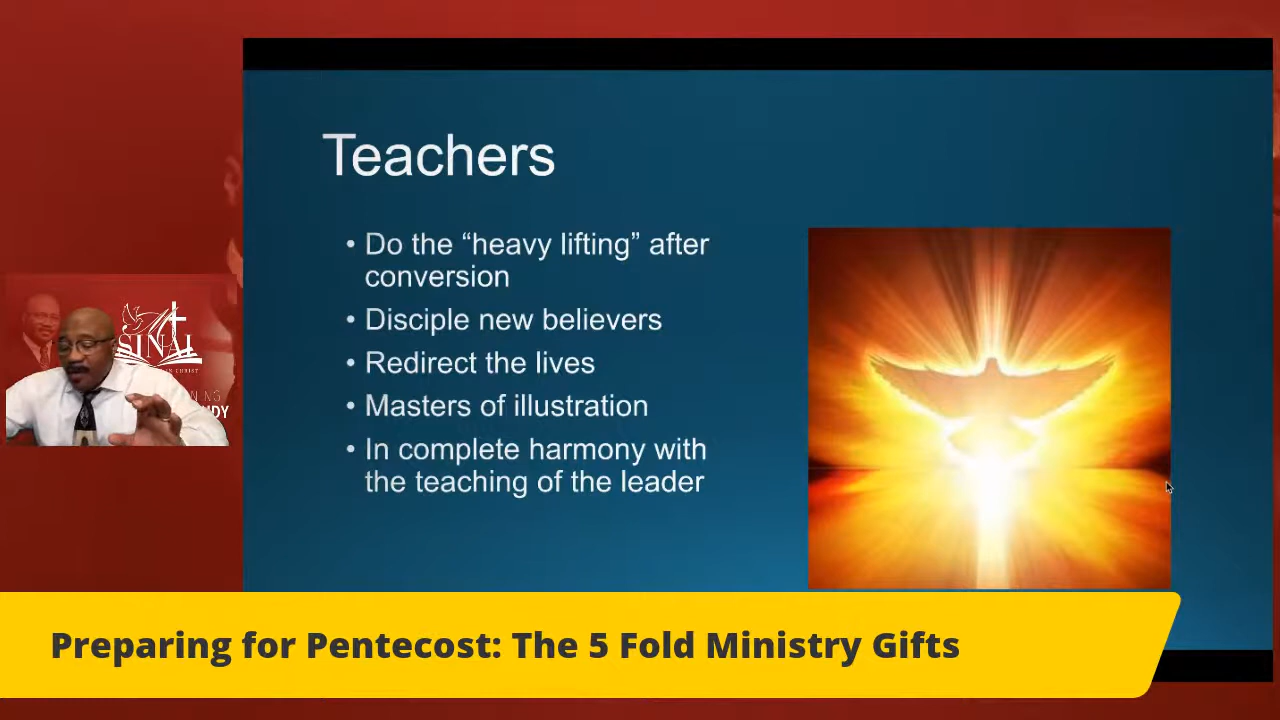 Teachers
• Do the “heavy lifting” after
conversion
• Disciple new believers
• Redirect the lives
• Masters of illustration
• In complete harmony with
the teaching of the leader
SINAI
Preparing for Pentecost: The 5 Fold Ministry Gifts